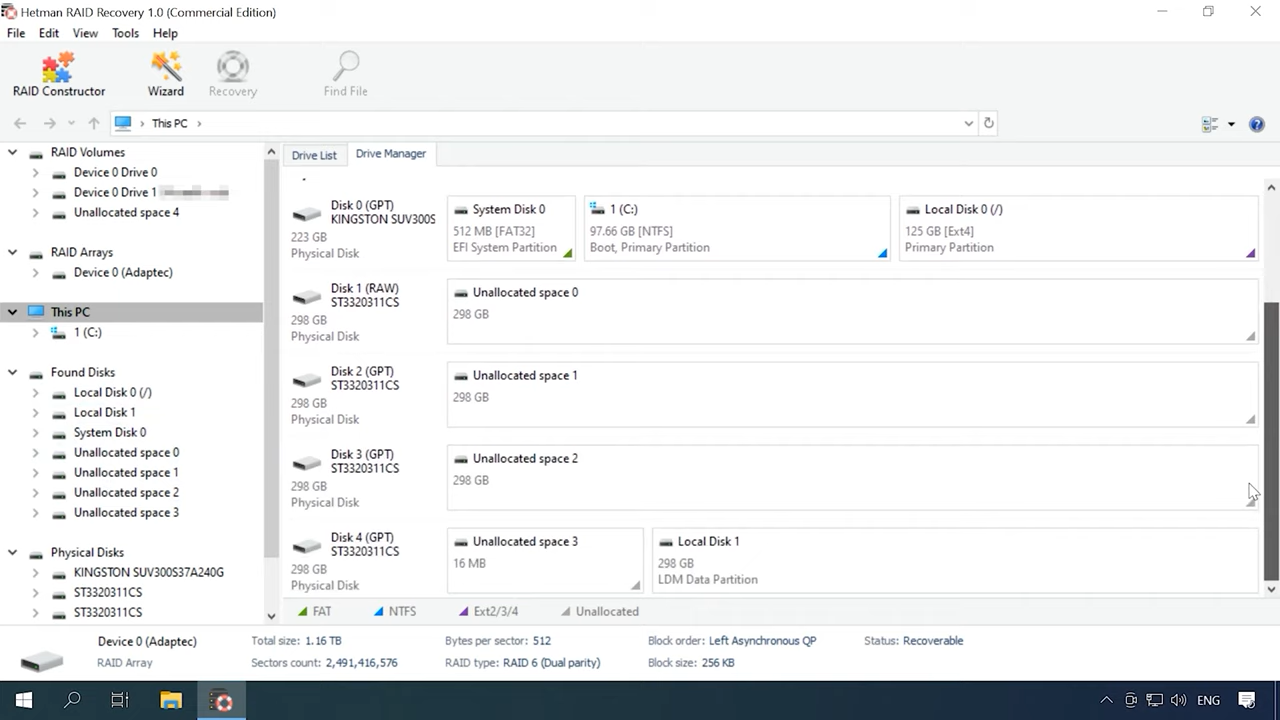 Hetman RAID Recovery 1.0 (Commercial Edition)
File Edit View Tools Help
RAID Constructor Wizard Recovery Find File
This PC
RAID Volumes
Device 0 Drive 0
Device 0 Drive 1
Unallocated space 4
RAID Arrays
Device 0 (Adaptec)
This PC
1 (C:)
Found Disks
Local Disk 0 (/)
Local Disk 1
System Disk 0
Unallocated space 0
Unallocated space 1
Unallocated space 2
Unallocated space 3
Physical Disks
KINGSTON SUV300S37A240G
ST3320311CS
ST3320311CS
Drive List Drive Manager
Disk 0 (GPT)
KINGSTON SUV300S
223 GB
Physical Disk
System Disk 0
512 MB [FAT32]
EFI System Partition
1 (C:)
97.66 GB [NTFS]
Boot, Primary Partition
Local Disk 0 (/)
125 GB [Ext4]
Primary Partition
Disk 1 (RAW)
ST3320311CS
298 GB
Physical Disk
Unallocated space 0
298 GB
Disk 2 (GPT)
ST3320311CS
298 GB
Physical Disk
Unallocated space 1
298 GB
Disk 3 (GPT)
ST3320311CS
298 GB
Physical Disk
Unallocated space 2
298 GB
Disk 4 (GPT)
ST3320311CS
298 GB
Physical Disk
Unallocated space 3
16 MB
Local Disk 1
298 GB
LDM Data Partition
FAT NTFS Ext2/3/4 Unallocated
Device 0 (Adaptec)
RAID Array
Total size: 1.16 TB
Sectors count: 2,491,416,576
Bytes per sector: 512
RAID type: RAID 6 (Dual parity)
Block order: Left Asynchronous QP
Block size: 256 KB
Status: Recoverable
ENG